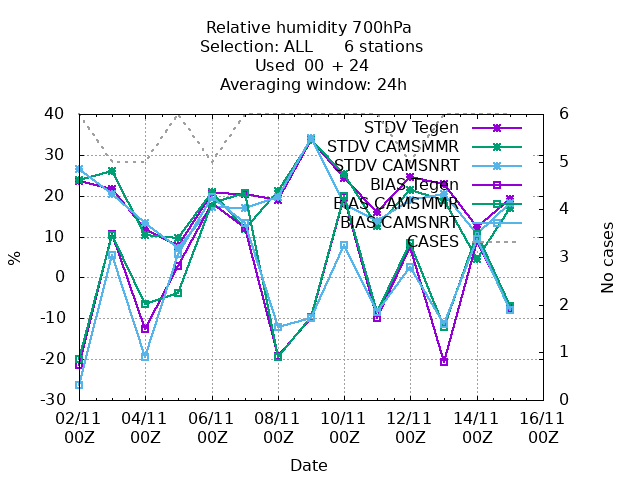 Relative humidity 700hPa
Selection: ALL 6 stations
Used 00 + 24
Averaging window: 24h
40
30
20
10
0
-10
-20
-30
%
6
5
4
3
2
1
0
No cases
STDV Tegen
STDV CAMSMMR
STDV CAMSNRT
BIAS Tegen
BIAS CAMSMMR
BIAS CAMSNRT
CASES
02/11 04/11 06/11 08/11 10/11 12/11 14/11 16/11
00Z 00Z 00Z 00Z 00Z 00Z 00Z 00Z
Date